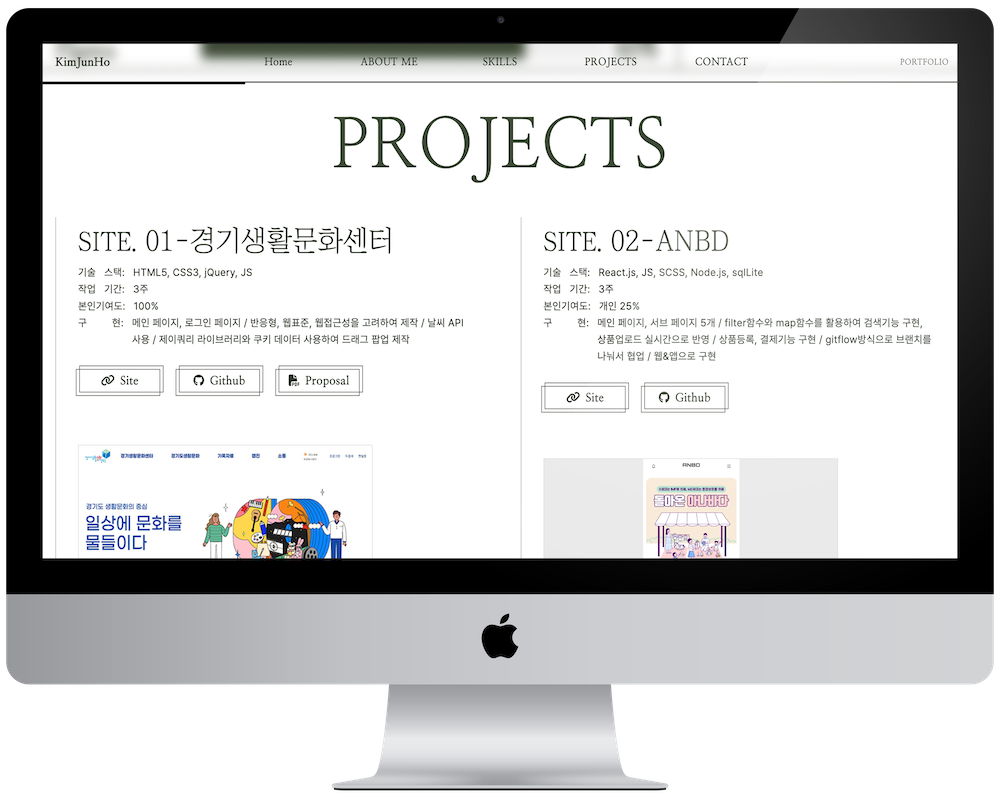 KimJunHo Home ABOUT ME SKILLS PROJECTS CONTACT PORTFOLIO
PROJECTS
SITE. 01-경기생활문화센터
기술 스택: HTML5, CSS3, jQuery, JS
작업 기간: 3주
본인기여도: 100%
구 현: 메인 페이지, 로그인 페이지 / 반응형, 웹표준, 웹접근성을 고려하여 제작 / 날씨 API
사용 / 제이쿼리 라이브러리와 쿠키 데이터 사용하여 드래그 팝업 제작
Site Github Proposal
경기생활문화센터 경기도생활문화 기록자료 웹진 소통
경기도 생활문화의 중심
일상에 문화를
물들이다
SITE. 02-ANBD
기술 스택: React.js, JS, SCSS, Node.js, sqlLite
작업 기간: 3주
본인기여도: 개인 25%
구 현: 메인 페이지, 서브 페이지 5개 / filter함수와 map함수를 활용하여 검색기능 구현,
상품업로드 실시간으로 반영 / 상품등록, 결제기능 구현 / gitflow방식으로 브랜치를
나눠서 협업 / 웹&앱으로 구현
Site Github
ANBD
돌아온 아나바다